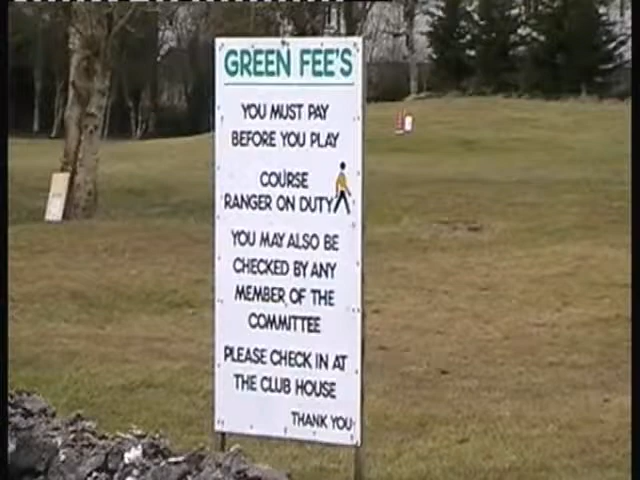 GREEN FEE'S
YOU MUST PAY
BEFORE YOU PLAY
COURSE
RANGER ON DUTY
YOU MAY ALSO BE
CHECKED BY ANY
MEMBER OF THE
COMMITTEE
PLEASE CHECK IN AT
THE CLUB HOUSE
THANK YOU